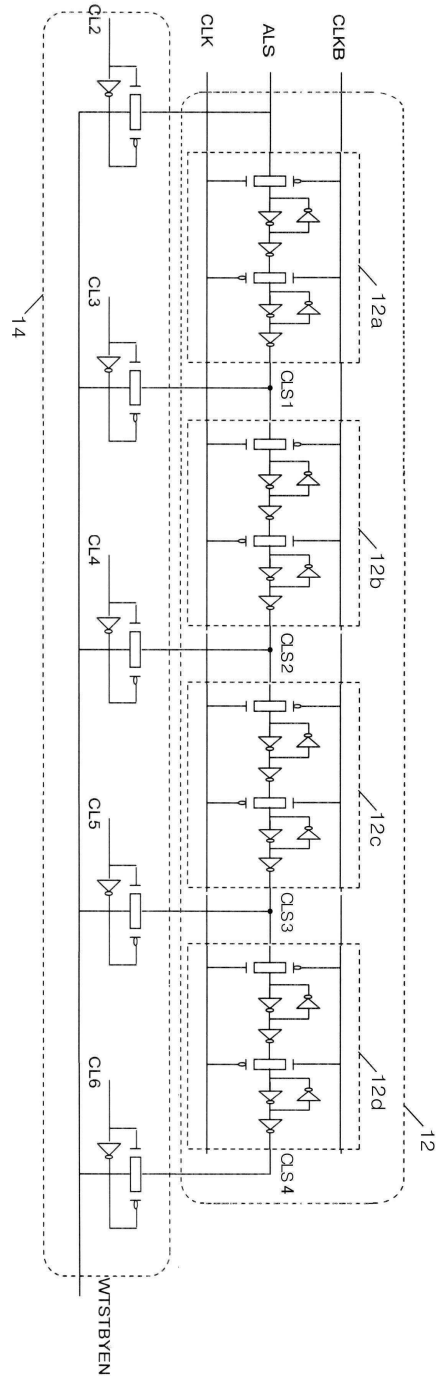 CLKB
ALS
CLK
CL2
12a
12b
12c
12d
12
CLS1
CLS2
CLS3
CLS4
CL3
CL4
CL5
CL6
14
WTSTBYEN